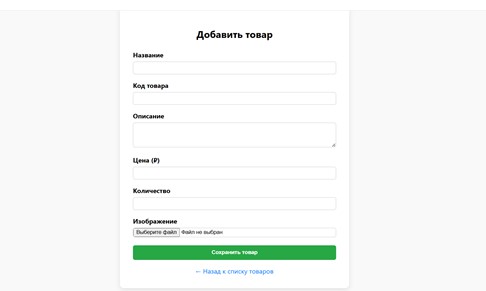 Добавить товар
Название
Код товара
Описание
Цена (₽)
Количество
Изображение
Выберите файл Файл не выбран
Сохранить товар
← Назад к списку товаров